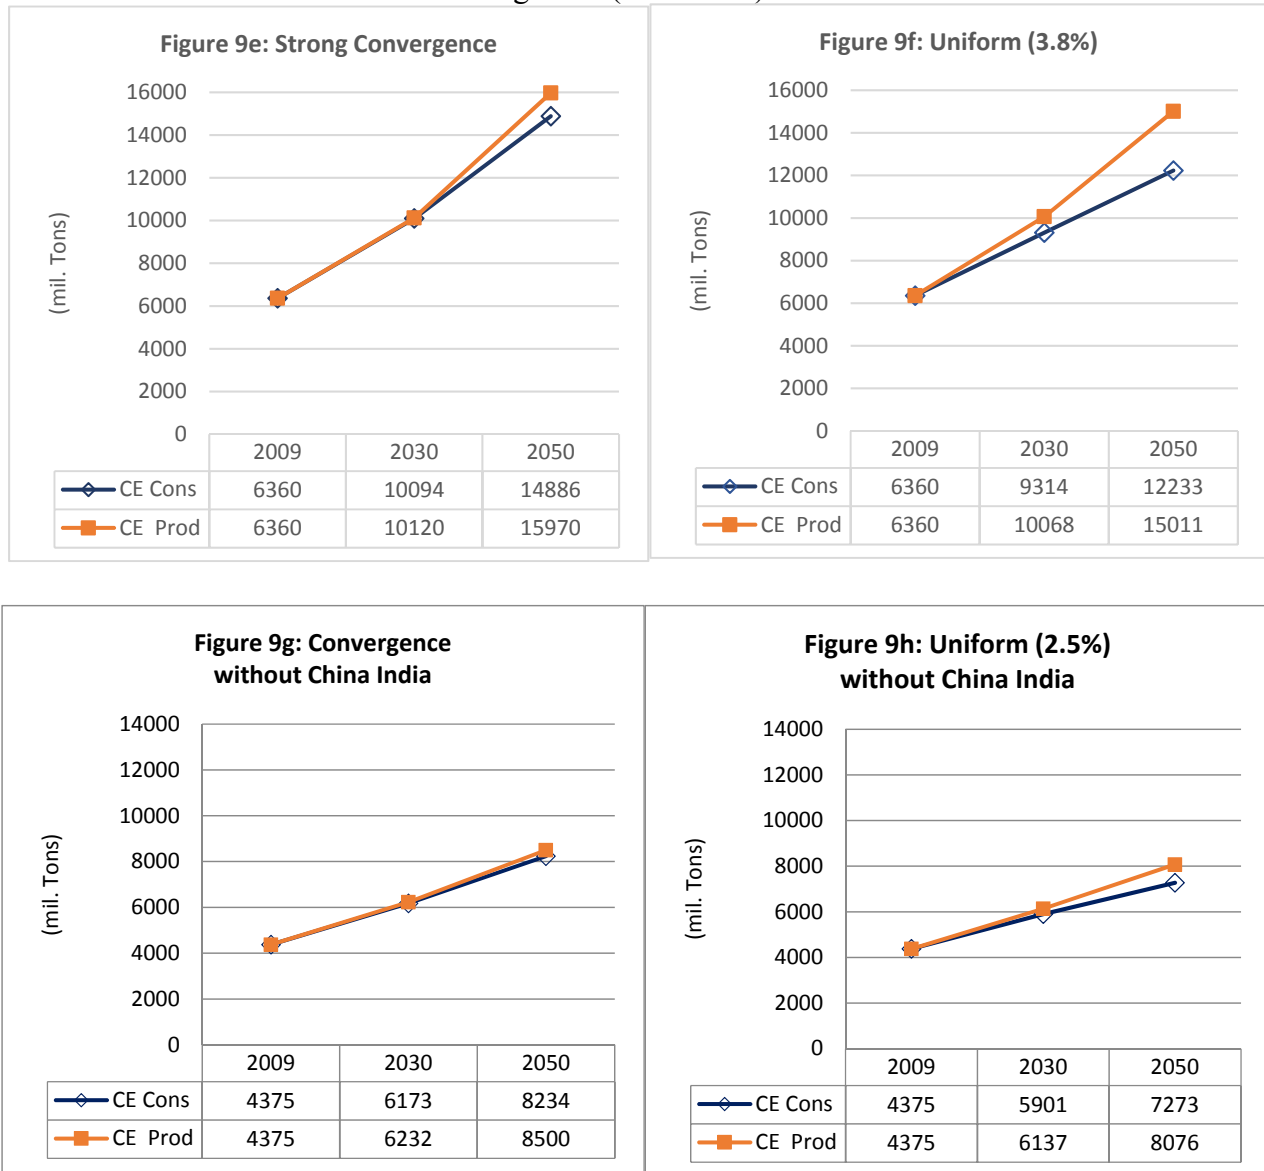 Figure 9e: Strong Convergence
16000
14000
12000
10000
8000
6000
4000
2000
0
(mil. Tons)
2009 2030 2050
CE Cons 6360 10094 14886
CE Prod 6360 10120 15970
Figure 9f: Uniform (3.8%)
16000
14000
12000
10000
8000
6000
4000
2000
0
(mil. Tons)
2009 2030 2050
CE Cons 6360 9314 12233
CE Prod 6360 10068 15011
Figure 9g: Convergence
without China India
14000
12000
10000
8000
6000
4000
2000
0
(mil. Tons)
2009 2030 2050
CE Cons 4375 6173 8234
CE Prod 4375 6232 8500
Figure 9h: Uniform (2.5%)
without China India
14000
12000
10000
8000
6000
4000
2000
0
(mil. Tons)
2009 2030 2050
CE Cons 4375 5901 7273
CE Prod 4375 6137 8076